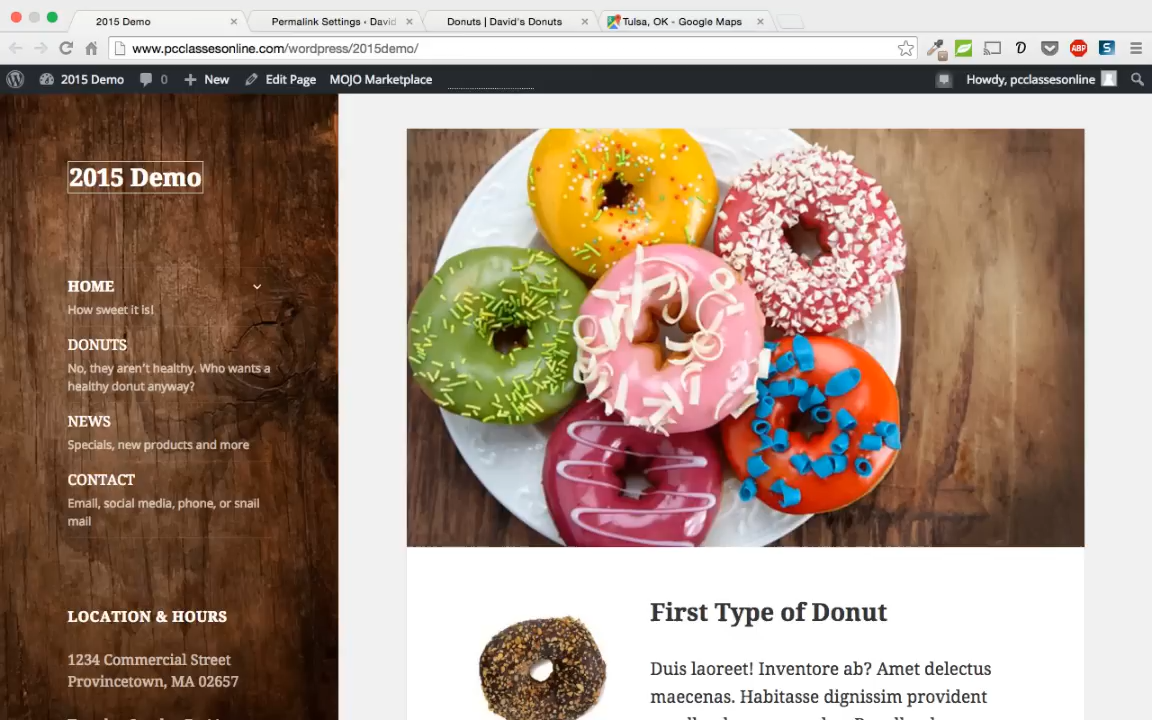 2015 Demo
Permalink Settings ‹ David
Donuts | David's Donuts
Tulsa, OK - Google Maps
www.pcclassesonline.com/wordpress/2015demo/
ABP
2015 Demo
0
New
Edit Page
MOJO Marketplace
Howdy, pcclassesonline
2015 Demo
HOME
How sweet it is!
DONUTS
No, they aren't healthy. Who wants a
healthy donut anyway?
NEWS
Specials, new products and more
CONTACT
Email, social media, phone, or snail
mail
LOCATION & HOURS
1234 Commercial Street
Provincetown, MA 02657
First Type of Donut
Duis laoreet! Inventore ab? Amet delectus
maecenas. Habitasse dignissim provident